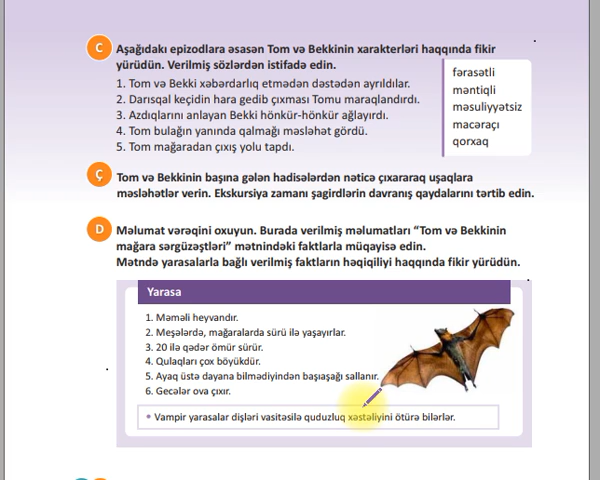 C Aşağıdakı epizodlara əsasən Tom və Bekkinin xarakterləri haqqında fikir
yürüdün. Verilmiş sözlərdən istifadə edin.
1. Tom və Bekki xəbərdarlıq etmədən dəstədən ayrıldılar.
2. Darısqal keçidin hara gedib çıxması Tomu maraqlandırdı.
3. Azdıqlarını anlayan Bekki hönkür-hönkür ağlayırdı.
4. Tom bulağın yanında qalmağı məsləhət gördü.
5. Tom mağaradan çıxış yolu tapdı.
fərasətli
məntiqli
məsuliyyətsiz
macəraçı
qorxaq
Ç Tom və Bekkinin başına gələn hadisələrdən nəticə çıxararaq uşaqlara
məsləhətlər verin. Ekskursiya zamanı şagirdlərin davranış qaydalarını tərtib edin.
D Məlumat vərəqini oxuyun. Burada verilmiş məlumatları “Tom və Bekkinin
mağara sərgüzəştləri” mətnindəki faktlarla müqayisə edin.
Mətndə yarasalarla bağlı verilmiş faktların həqiqiliyi haqqında fikir yürüdün.
Yarasa
1. Məməli heyvandır.
2. Meşələrdə, mağaralarda sürü ilə yaşayırlar.
3. 20 ilə qədər ömür sürür.
4. Qulaqları çox böyükdür.
5. Ayaq üstə dayana bilmədiyindən başıaşağı sallanır.
6. Gecələr ova çıxır.
• Vampir yarasalar dişləri vasitəsilə quduzluq xəstəliyini ötürə bilərlər.